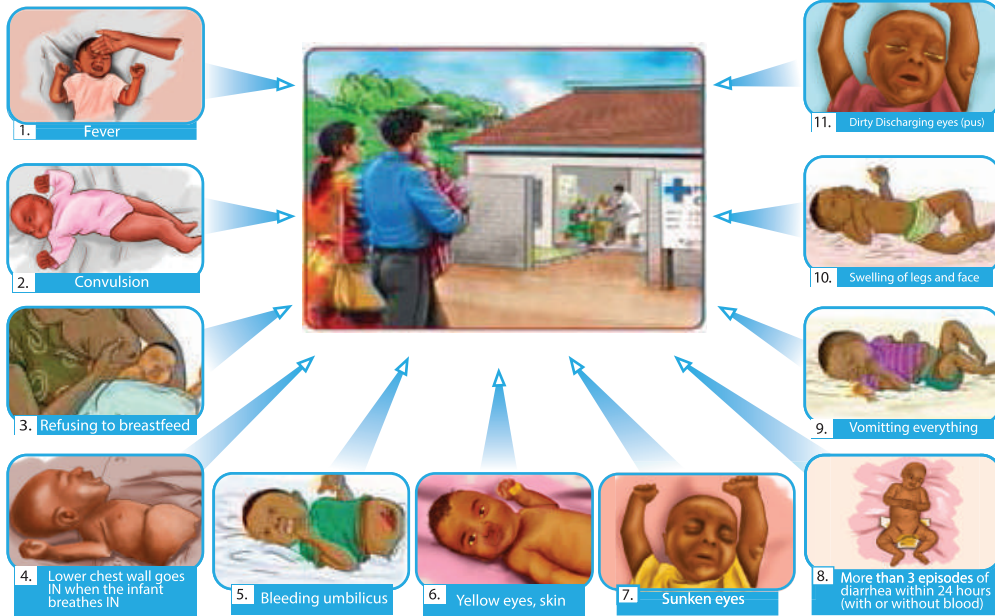 1. Fever
2. Convulsion
3. Refusing to breastfeed
4. Lower chest wall goes
IN when the infant
breathes IN
5. Bleeding umbilicus
6. Yellow eyes, skin
7. Sunken eyes
8. More than 3 episodes of
diarrhea within 24 hours
(with or without blood)
9. Vomitting everything
10. Swelling of legs and face
11. Dirty Discharging eyes (pus)